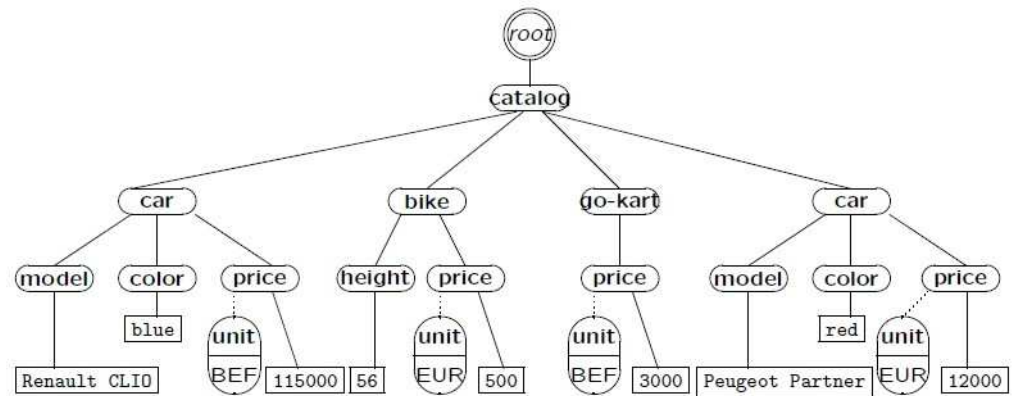 root
catalog
car bike go-kart car
model color price height price price model color price
blue unit unit unit red unit
Renault CLIO BEF 115000 56 EUR 500 BEF 3000 Peugeot Partner EUR 12000